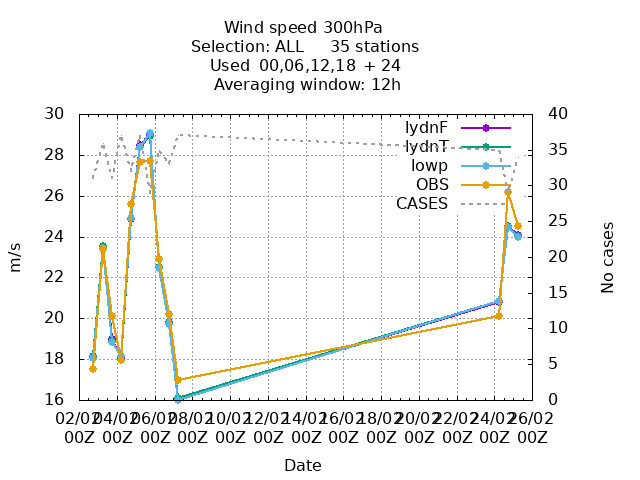 Wind speed 300hPa
Selection: ALL     35 stations
Used  00,06,12,18 + 24
Averaging window: 12h
30 28 26 24 22 20 18 16
m/s
40 35 30 25 20 15 10 5 0
No cases
IydnF
IydnT
Iowp
OBS
CASES
02/02 04/02 06/02 08/02 10/02 12/02 14/02 16/02 18/02 20/02 22/02 24/02 26/02
00Z 00Z 00Z 00Z 00Z 00Z 00Z 00Z 00Z 00Z 00Z 00Z 00Z
Date